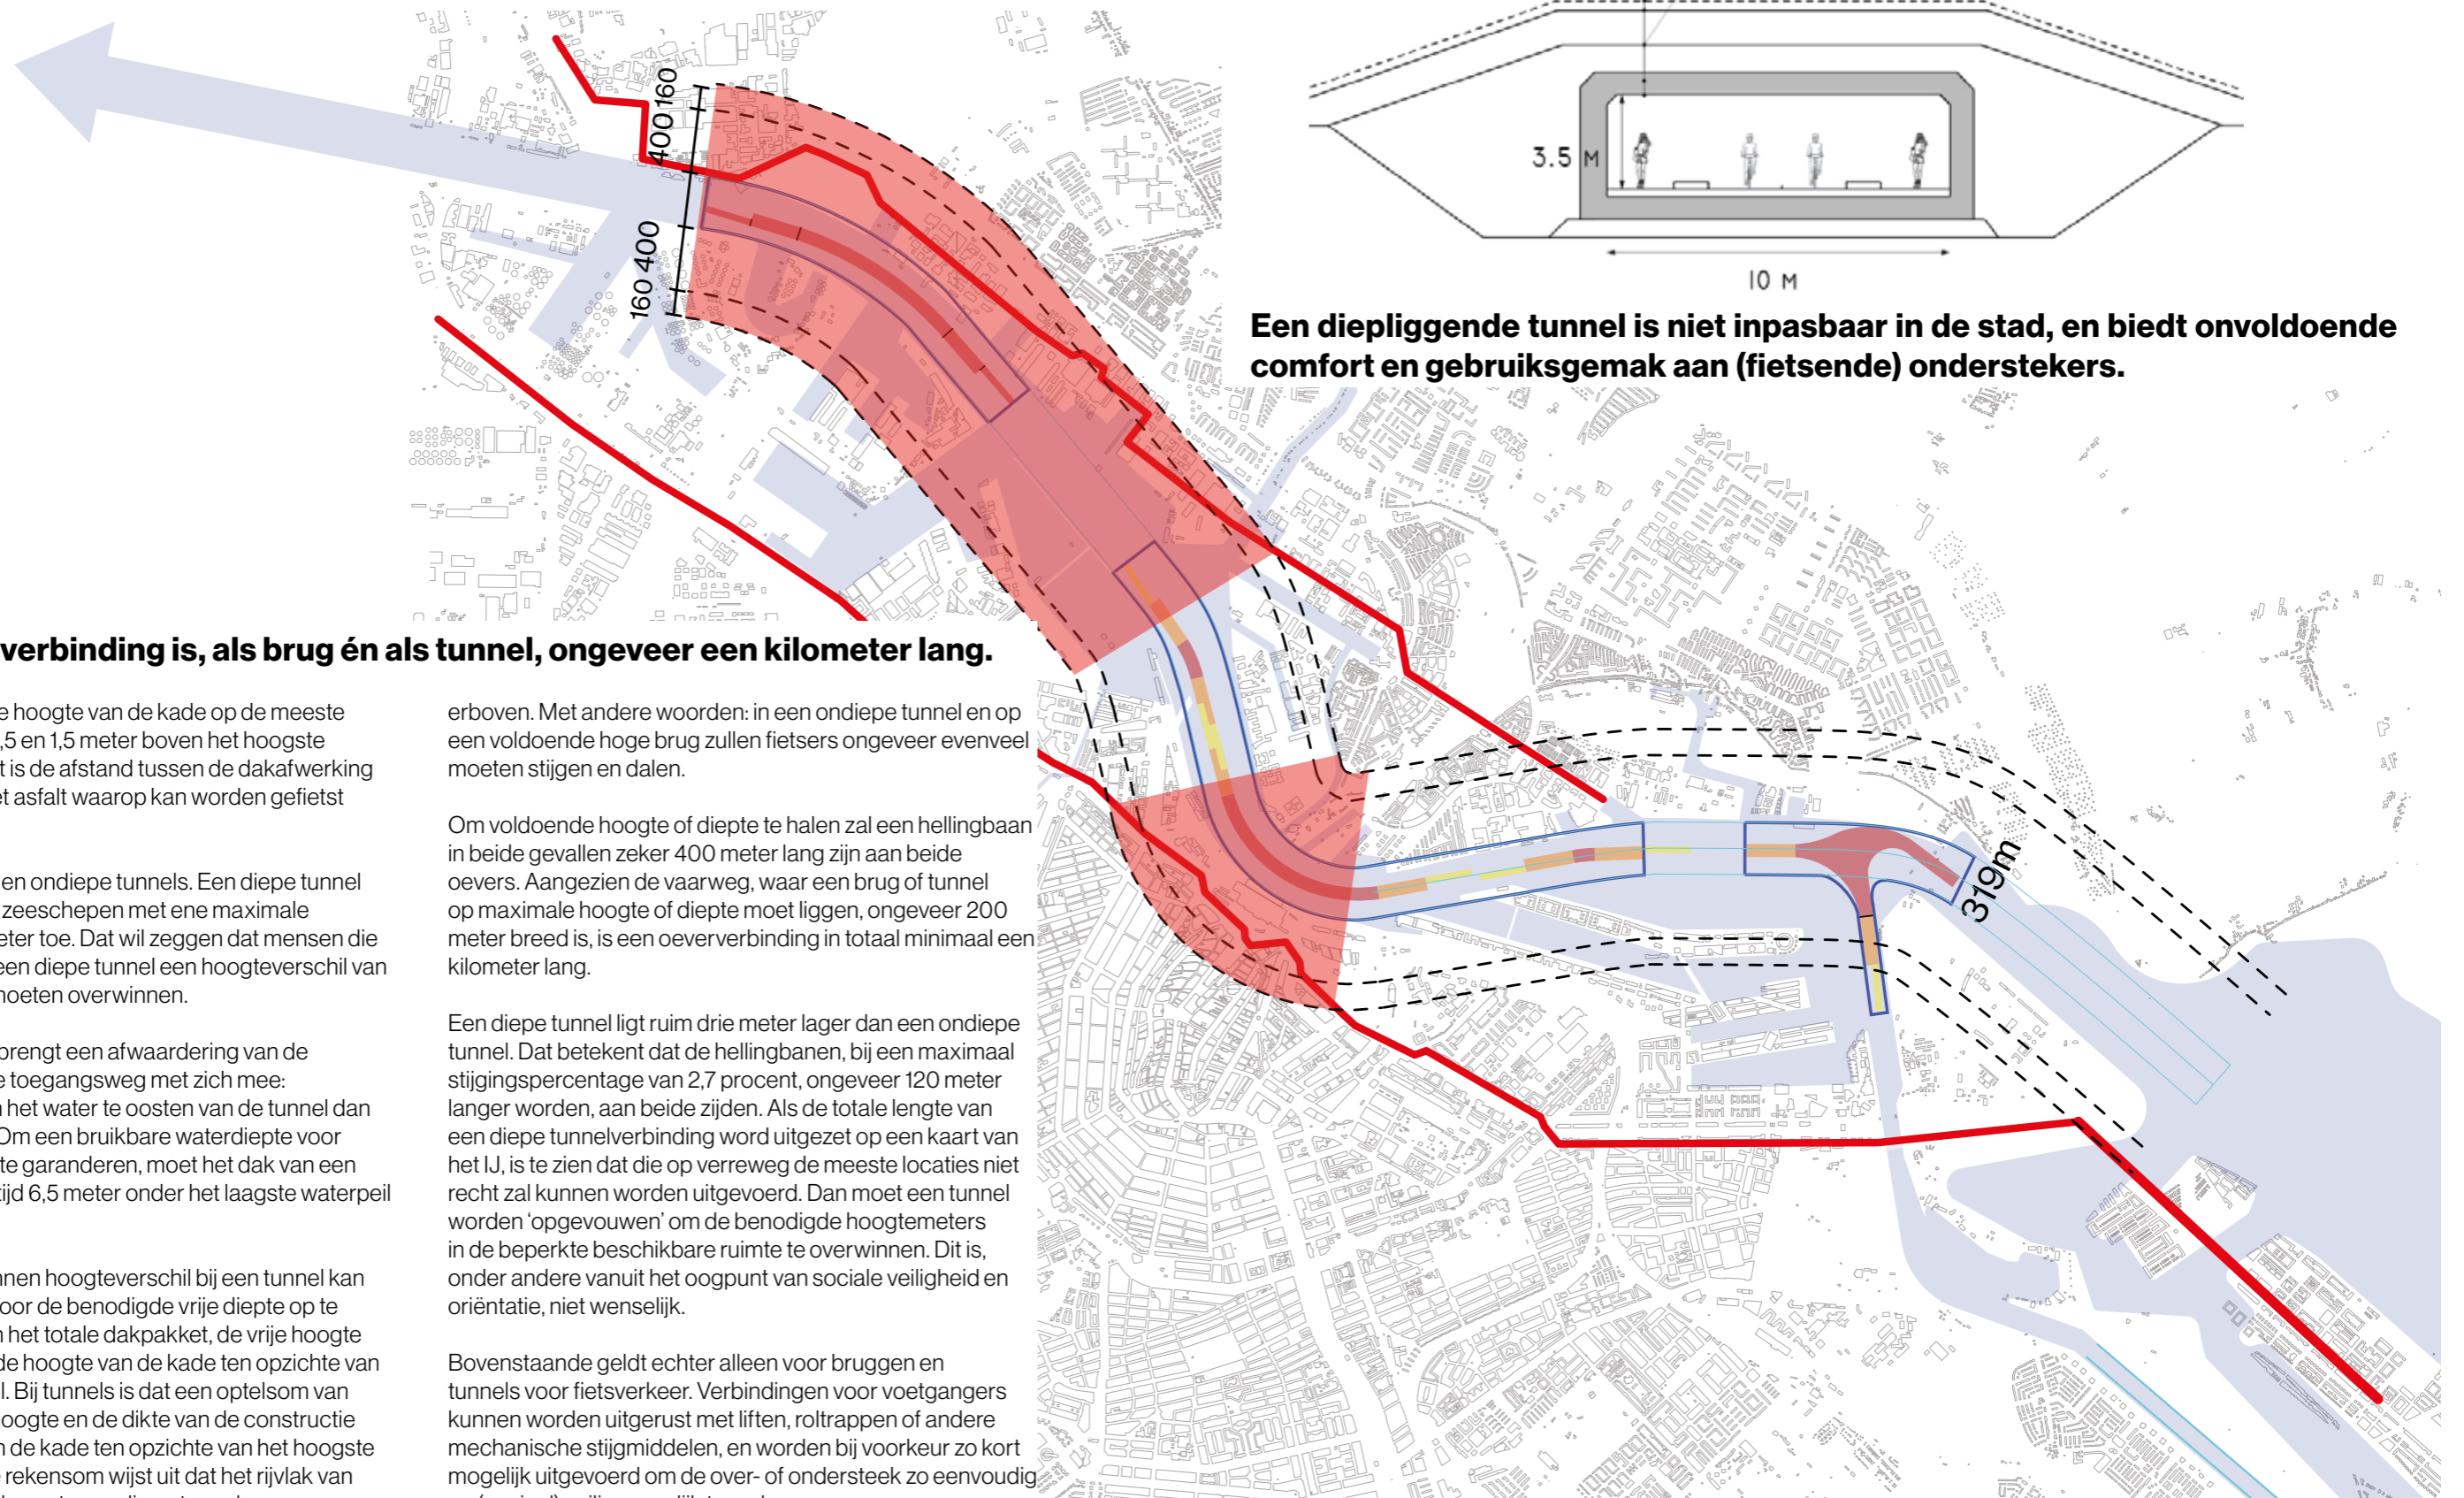 160
400
400
160
3.5 M
10 M
Een diepliggende tunnel is niet inpasbaar in de stad, en biedt onvoldoende
comfort en gebruiksgemak aan (fietsende) onderstekers.
319m
verbinding is, als brug én als tunnel, ongeveer een kilometer lang.
e hoogte van de kade op de meeste
,5 en 1,5 meter boven het hoogste
t is de afstand tussen de dakafwerking
et asfalt waarop kan worden gefietst
en ondiepe tunnels. Een diepe tunnel
zeeschepen met ene maximale
eter toe. Dat wil zeggen dat mensen die
een diepe tunnel een hoogteverschil van
moeten overwinnen.
brengt een afwaardering van de
e toegangsweg met zich mee:
n het water te oosten van de tunnel dan
Om een bruikbare waterdiepte voor
te garanderen, moet het dak van een
tijd 6,5 meter onder het laagste waterpeil
nnen hoogteverschil bij een tunnel kan
oor de benodigde vrije diepte op te
n het totale dakpakket, de vrije hoogte
de hoogte van de kade ten opzichte van
l. Bij tunnels is dat een optelsom van
oogte en de dikte van de constructie
n de kade ten opzichte van het hoogste
e rekensom wijst uit dat het rijvlak van
erboven. Met andere woorden: in een ondiepe tunnel en op
een voldoende hoge brug zullen fietsers ongeveer evenveel
moeten stijgen en dalen.
Om voldoende hoogte of diepte te halen zal een hellingbaan
in beide gevallen zeker 400 meter lang zijn aan beide
oevers. Aangezien de vaarweg, waar een brug of tunnel
op maximale hoogte of diepte moet liggen, ongeveer 200
meter breed is, is een oeververbinding in totaal minimaal een
kilometer lang.
Een diepe tunnel ligt ruim drie meter lager dan een ondiepe
tunnel. Dat betekent dat de hellingbanen, bij een maximaal
stijgingspercentage van 2,7 procent, ongeveer 120 meter
langer worden, aan beide zijden. Als de totale lengte van
een diepe tunnelverbinding word uitgezet op een kaart van
het IJ, is te zien dat die op verreweg de meeste locaties niet
recht zal kunnen worden uitgevoerd. Dan moet een tunnel
worden ‘opgevouwen’ om de benodigde hoogtemeters
in de beperkte beschikbare ruimte te overwinnen. Dit is,
onder andere vanuit het oogpunt van sociale veiligheid en
oriëntatie, niet wenselijk.
Bovenstaande geldt echter alleen voor bruggen en
tunnels voor fietsverkeer. Verbindingen voor voetgangers
kunnen worden uitgerust met liften, roltrappen of andere
mechanische stijgmiddelen, en worden bij voorkeur zo kort
mogelijk uitgevoerd om de over- of ondersteek zo eenvoudig